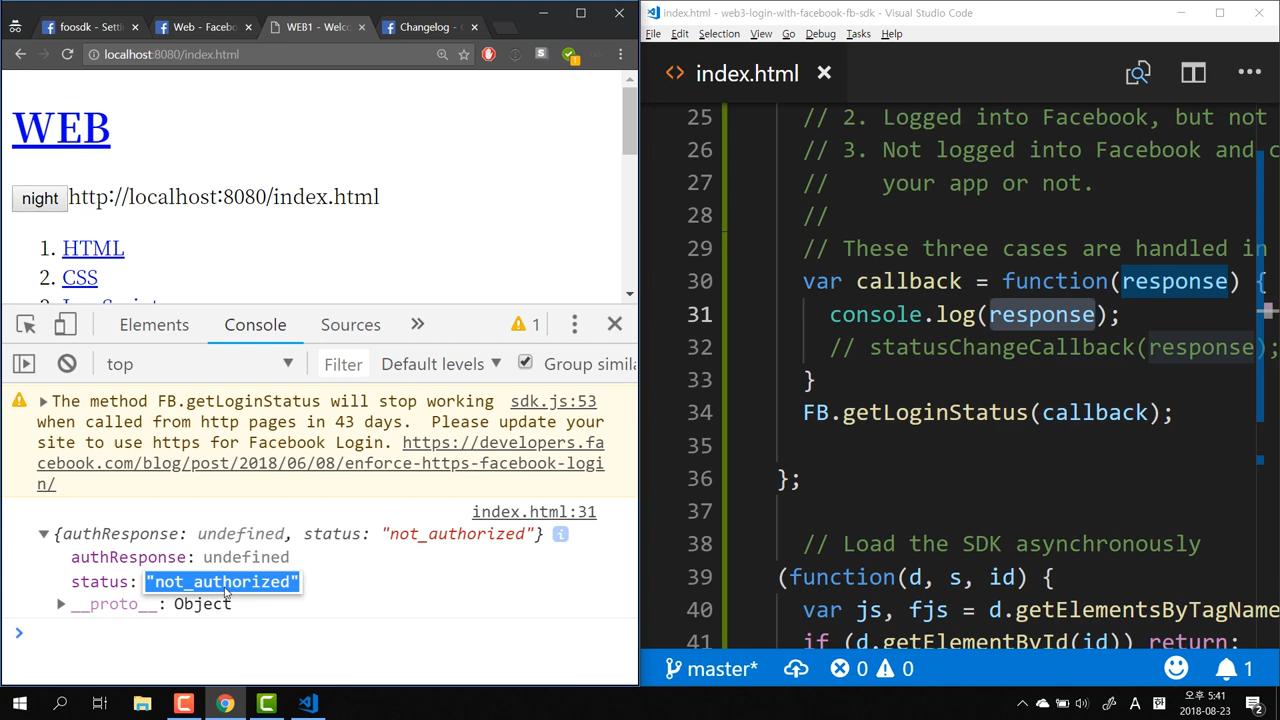 foosdk - Setti
Web - Facebo
WEB1 - Welco
Changelog - C
localhost:8080/index.html
WEB
night
http://localhost:8080/index.html
1. HTML
2. CSS
Elements
Console
Sources
1
top
Filter
Default levels
Group simila
The method FB.getLoginStatus will stop working
sdk.js:53
when called from http pages in 43 days. Please update your
site to use https for Facebook Login. https://developers.fa
cebook.com/blog/post/2018/06/08/enforce-https-facebook-logi
n/
index.html:31
{authResponse: undefined, status: "not_authorized"}
authResponse: undefined
status: "not_authorized"
__proto__: Object
index.html - web3-login-with-facebook-fb-sdk - Visual Studio Code
File Edit Selection View Go Debug Tasks Help
index.html
25 // 2. Logged into Facebook, but not
26 // 3. Not logged into Facebook and c
27 // your app or not.
28 //
29 // These three cases are handled in
30 var callback = function(response) {
31 console.log(response);
32 // statusChangeCallback(response);
33 }
34 FB.getLoginStatus(callback);
35
36 };
37
38 // Load the SDK asynchronously
39 (function(d, s, id) {
40 var js, fjs = d.getElementsByTagName
41 if (d.getElementById(id)) return;
master*
0
0
1
A
오후 5:41
2018-08-23
2